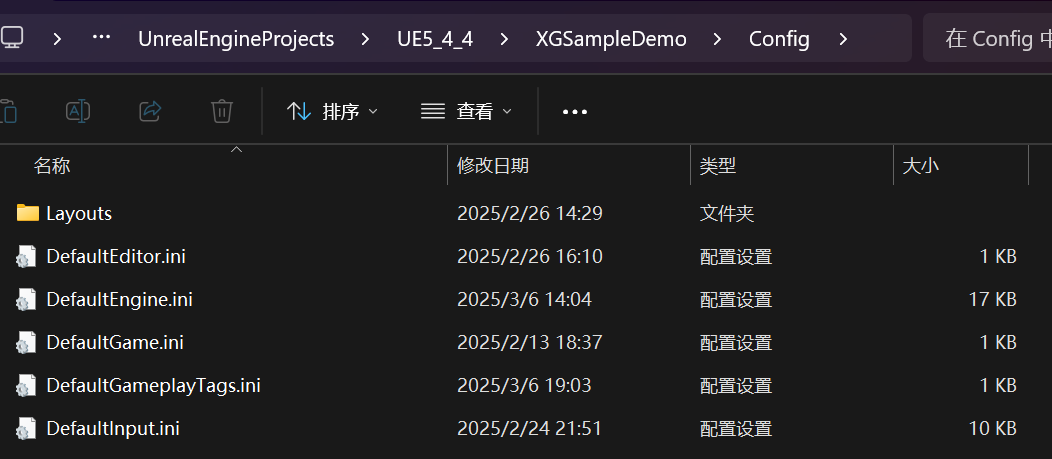 ··· UnrealEngineProjects UE5_4_4 XGSampleDemo Config 在 Config
排序 查看 ···
名称 修改日期 类型 大小
Layouts 2025/2/26 14:29 文件夹
DefaultEditor.ini 2025/2/26 16:10 配置设置 1 KB
DefaultEngine.ini 2025/3/6 14:04 配置设置 17 KB
DefaultGame.ini 2025/2/13 18:37 配置设置 1 KB
DefaultGameplayTags.ini 2025/3/6 19:03 配置设置 1 KB
DefaultInput.ini 2025/2/24 21:51 配置设置 10 KB